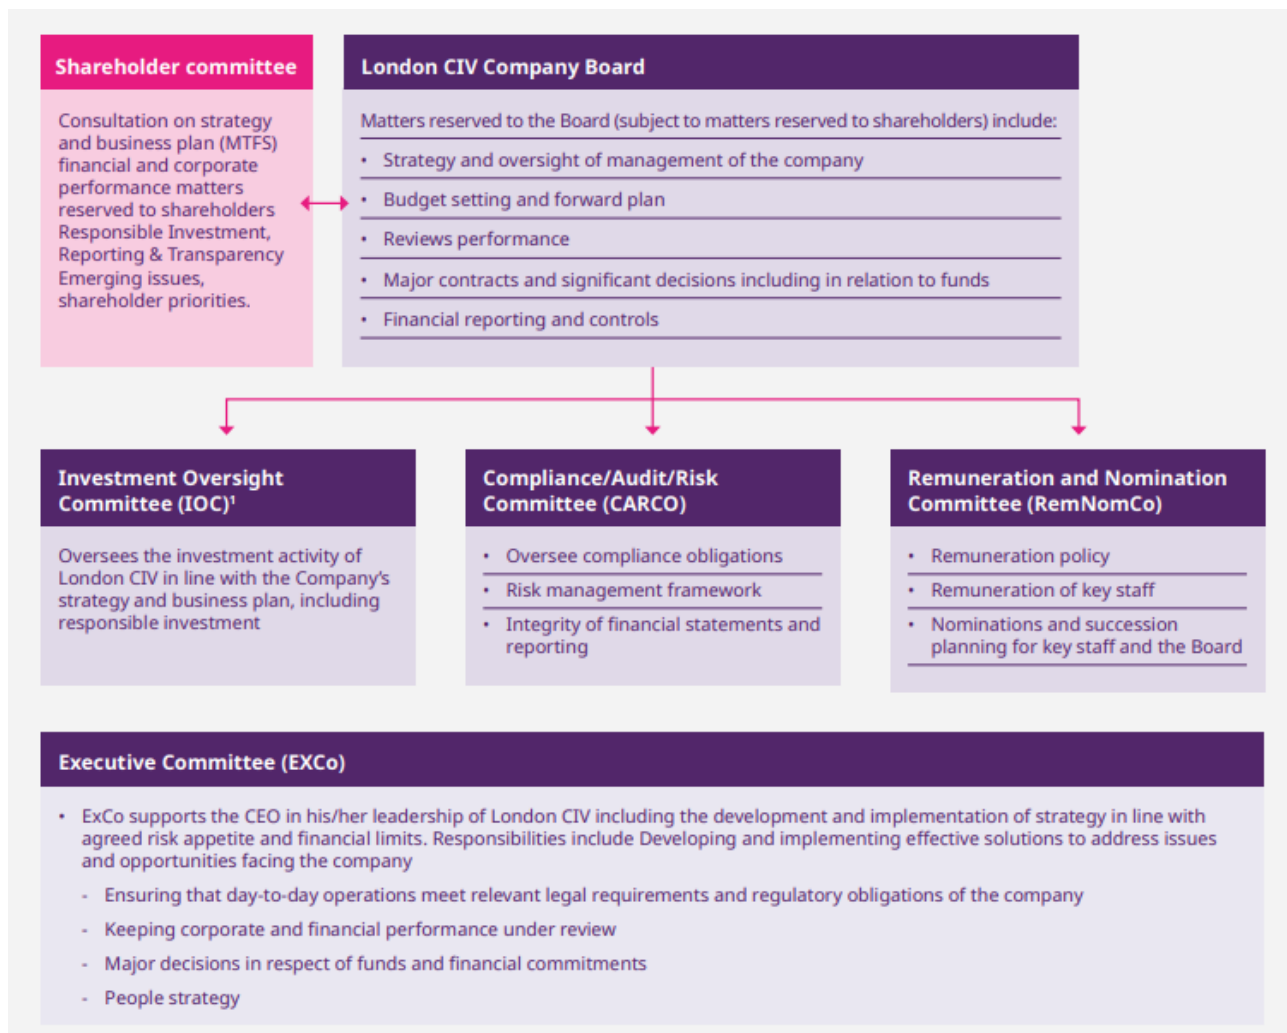 Shareholder committee
Consultation on strategy
and business plan (MTFS)
financial and corporate
performance matters
reserved to shareholders
Responsible Investment,
Reporting & Transparency
Emerging issues,
shareholder priorities.
London CIV Company Board
Matters reserved to the Board (subject to matters reserved to shareholders) include:
• Strategy and oversight of management of the company
• Budget setting and forward plan
• Reviews performance
• Major contracts and significant decisions including in relation to funds
• Financial reporting and controls
Investment Oversight
Committee (IOC)¹
Oversees the investment activity of
London CIV in line with the Company's
strategy and business plan, including
responsible investment
Compliance/Audit/Risk
Committee (CARCO)
• Oversee compliance obligations
• Risk management framework
• Integrity of financial statements and
reporting
Remuneration and Nomination
Committee (RemNomCo)
• Remuneration policy
• Remuneration of key staff
• Nominations and succession
planning for key staff and the Board
Executive Committee (EXCo)
• ExCo supports the CEO in his/her leadership of London CIV including the development and implementation of strategy in line with
agreed risk appetite and financial limits. Responsibilities include Developing and implementing effective solutions to address issues
and opportunities facing the company
- Ensuring that day-to-day operations meet relevant legal requirements and regulatory obligations of the company
- Keeping corporate and financial performance under review
- Major decisions in respect of funds and financial commitments
- People strategy